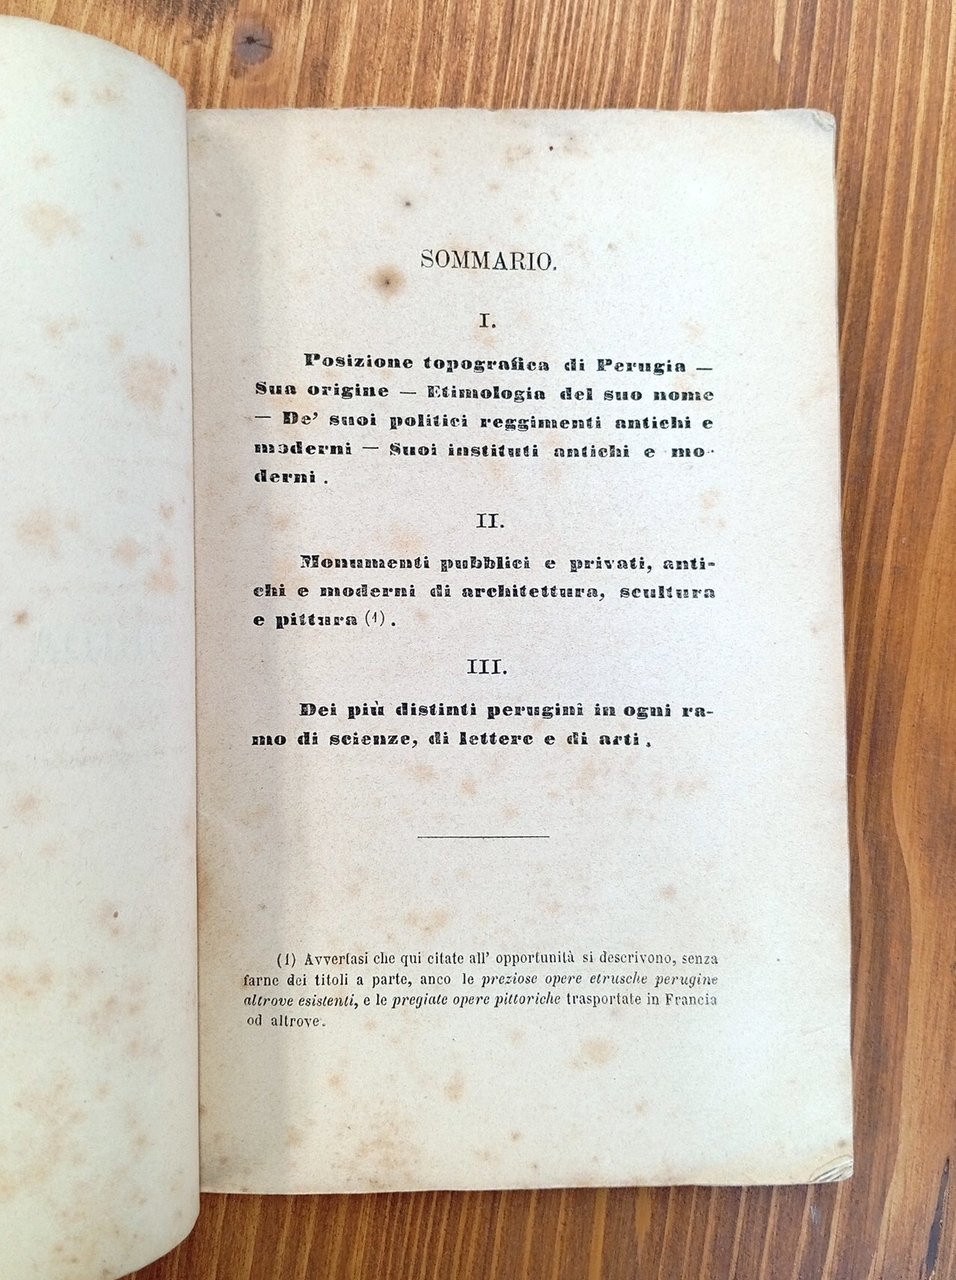 SOMMARIO.
I.
Posizione topografica di Perugia —
Sua origine — Etimologia del suo nome
— De' suoi politici reggimenti antichi e
moderni — Suoi instituti antichi e mo-
derni.
II.
Monumenti pubblici e privati, anti-
chi e moderni di architettura, scultura
e pittura (1).
III.
Dei più distinti perugini in ogni ra-
mo di scienze, di lettere e di arti.
(1) Avvertasi che qui citate all' opportunità si descrivono, senza
farne dei titoli a parte, anco le preziose opere etrusche perugine
altrove esistenti, e le pregiate opere pittoriche trasportate in Francia
od altrove.